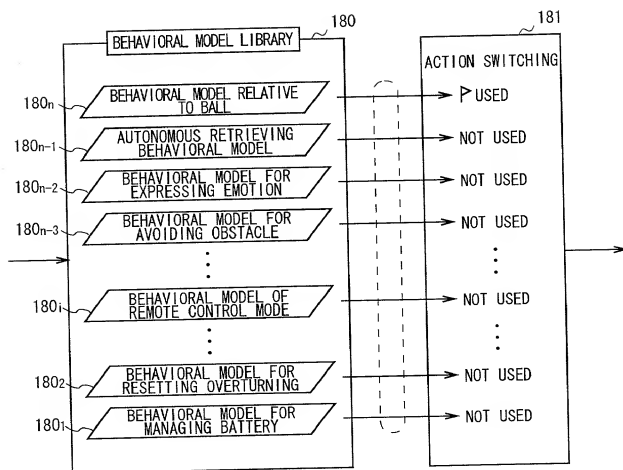 180
181
BEHAVIORAL MODEL LIBRARY
ACTION SWITCHING
180n
BEHAVIORAL MODEL RELATIVE
TO BALL
USED
180n-1
AUTONOMOUS RETRIEVING
BEHAVIORAL MODEL
NOT USED
180n-2
BEHAVIORAL MODEL FOR
EXPRESSING EMOTION
NOT USED
180n-3
BEHAVIORAL MODEL FOR
AVOIDING OBSTACLE
NOT USED
180i
BEHAVIORAL MODEL OF
REMOTE CONTROL MODE
NOT USED
1802
BEHAVIORAL MODEL FOR
RESETTING OVERTURNING
NOT USED
1801
BEHAVIORAL MODEL FOR
MANAGING BATTERY
NOT USED